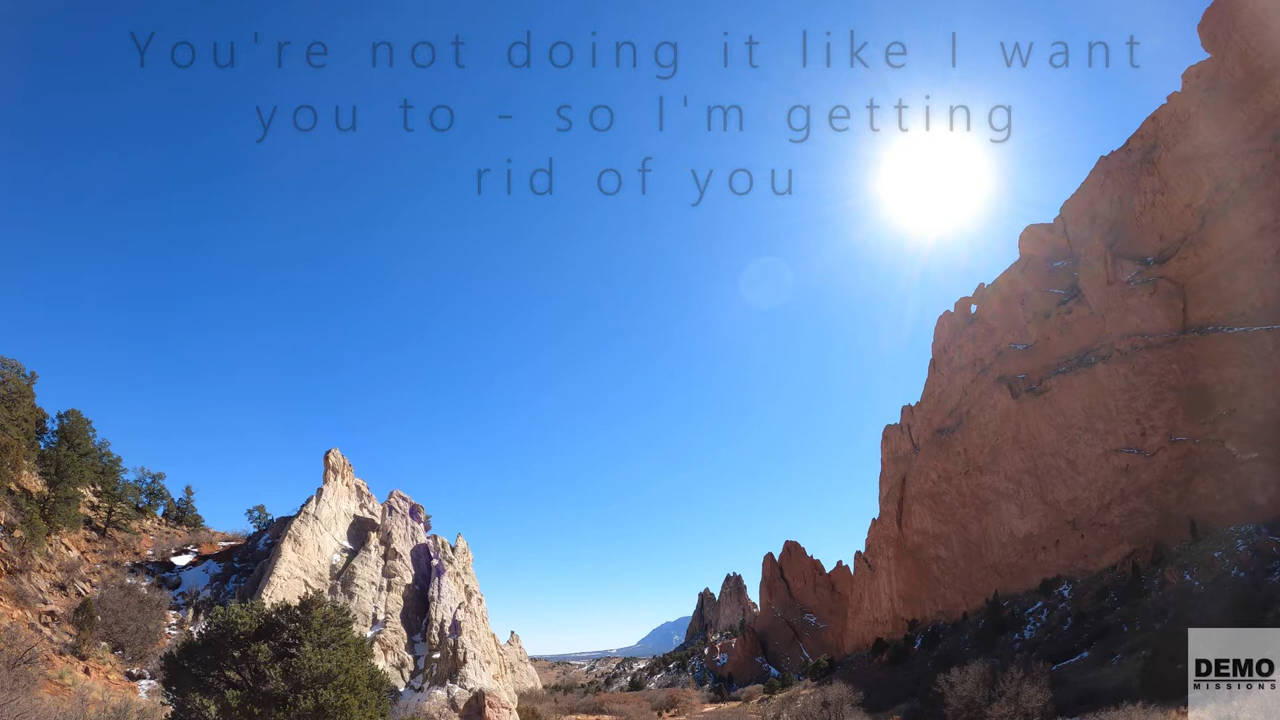 You're not doing it like I want
you to - so I'm getting
rid of you
DEMO
MISSIONS